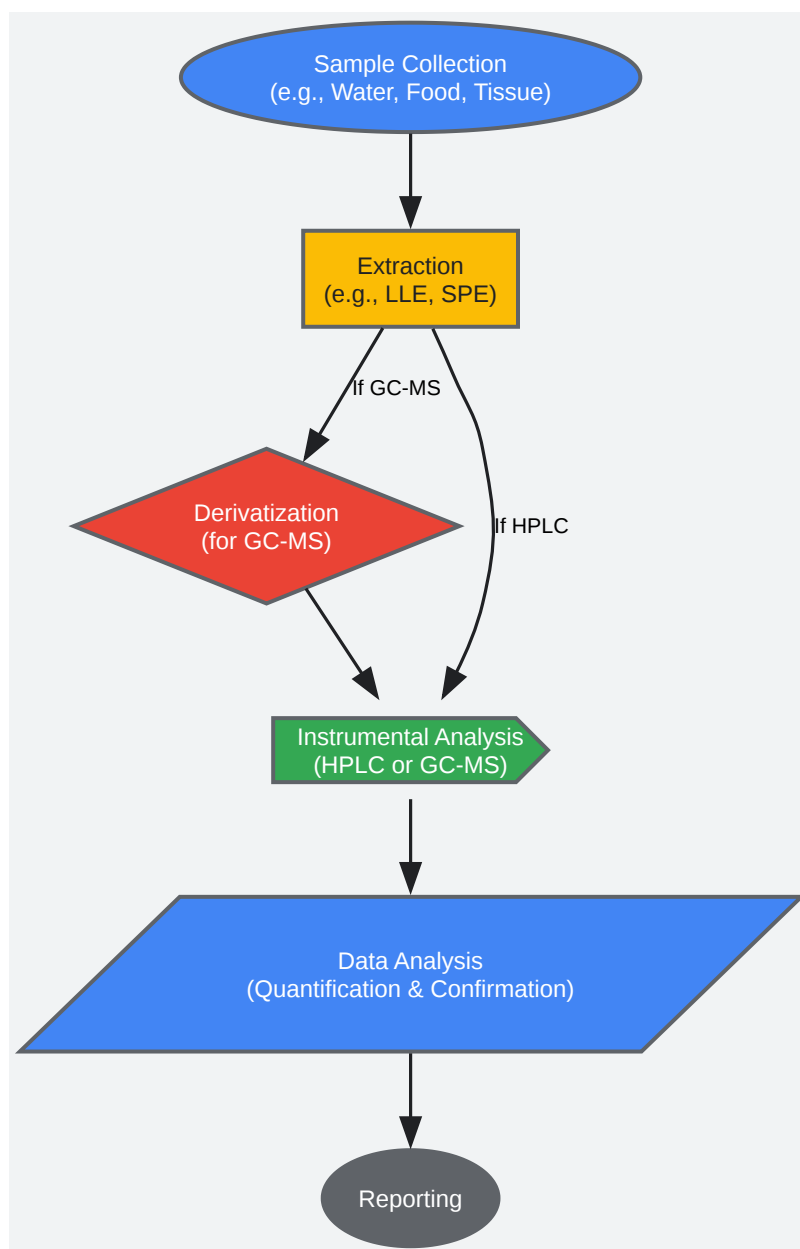 Sample Collection
(e.g., Water, Food, Tissue)
Extraction
(e.g., LLE, SPE)
If GC-MS
Derivatization
(for GC-MS)
If HPLC
Instrumental Analysis
(HPLC or GC-MS)
Data Analysis
(Quantification & Confirmation)
Reporting